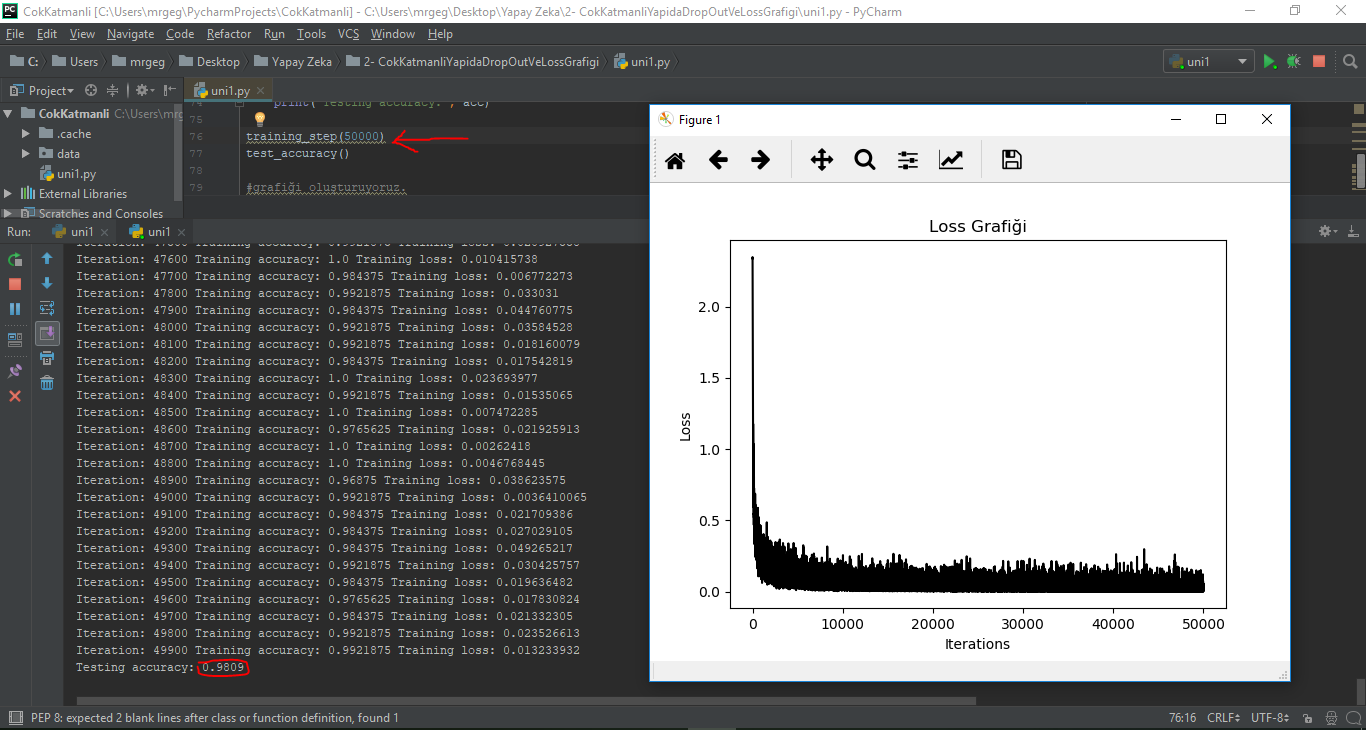 CokKatmanli [C:\Users\mrgeg\PycharmProjects\CokKatmanli] - C:\Users\mrgeg\Desktop\Yapay Zeka\2- CokKatmanliYapidaDropOutVeLossGrafigi\uni1.py - PyCharm
File Edit View Navigate Code Refactor Run Tools VCS Window Help
C: Users mrgeg Desktop Yapay Zeka 2- CokKatmanliYapidaDropOutVeLossGrafigi uni1.py uni1
Project uni1.py
CokKatmanli C:\Users\mrg
.cache
data
uni1.py
External Libraries
Scratches and Consoles
74 print("Testing accuracy:", acc)
75
76 training_step(50000)
77 test_accuracy()
78
79 #grafiği oluşturuyoruz.
Run: uni1 uni1
Iteration: 47600 Training accuracy: 1.0 Training loss: 0.010415738
Iteration: 47700 Training accuracy: 0.984375 Training loss: 0.006772273
Iteration: 47800 Training accuracy: 0.9921875 Training loss: 0.033031
Iteration: 47900 Training accuracy: 0.984375 Training loss: 0.044760775
Iteration: 48000 Training accuracy: 0.9921875 Training loss: 0.03584528
Iteration: 48100 Training accuracy: 0.9921875 Training loss: 0.018160079
Iteration: 48200 Training accuracy: 0.984375 Training loss: 0.017542819
Iteration: 48300 Training accuracy: 1.0 Training loss: 0.023693977
Iteration: 48400 Training accuracy: 0.9921875 Training loss: 0.01535065
Iteration: 48500 Training accuracy: 1.0 Training loss: 0.007472285
Iteration: 48600 Training accuracy: 0.9765625 Training loss: 0.021925913
Iteration: 48700 Training accuracy: 1.0 Training loss: 0.00262418
Iteration: 48800 Training accuracy: 1.0 Training loss: 0.0046768445
Iteration: 48900 Training accuracy: 0.96875 Training loss: 0.038623575
Iteration: 49000 Training accuracy: 0.9921875 Training loss: 0.0036410065
Iteration: 49100 Training accuracy: 0.984375 Training loss: 0.021709386
Iteration: 49200 Training accuracy: 0.984375 Training loss: 0.027029105
Iteration: 49300 Training accuracy: 0.984375 Training loss: 0.049265217
Iteration: 49400 Training accuracy: 0.9921875 Training loss: 0.030425757
Iteration: 49500 Training accuracy: 0.984375 Training loss: 0.019636482
Iteration: 49600 Training accuracy: 0.9765625 Training loss: 0.017830824
Iteration: 49700 Training accuracy: 0.984375 Training loss: 0.021332305
Iteration: 49800 Training accuracy: 0.9921875 Training loss: 0.023526613
Iteration: 49900 Training accuracy: 0.9921875 Training loss: 0.013233932
Testing accuracy: 0.9809
Figure 1
Loss Grafiği
2.0
1.5
1.0
0.5
0.0
Loss
0 10000 20000 30000 40000 50000
Iterations
PEP 8: expected 2 blank lines after class or function definition, found 1 76:16 CRLF UTF-8